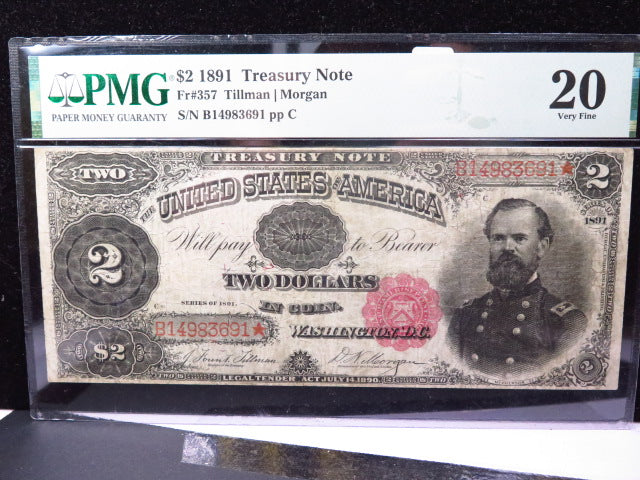 PMG
PAPER MONEY GUARANTY
$2 1891 Treasury Note
Fr#357 Tillman | Morgan
S/N B14983691 pp C
20
Very Fine
TREASURY NOTE
TWO
B14983691★
2
THE UNITED STATES OF AMERICA
1891
Will pay to Bearer
2
TWO DOLLARS
SERIES OF 1891.
IN COIN.
B14983691★
WASHINGTON, D.C.
$2
TWO
LEGAL TENDER ACT JULY 14, 1890.
TWO